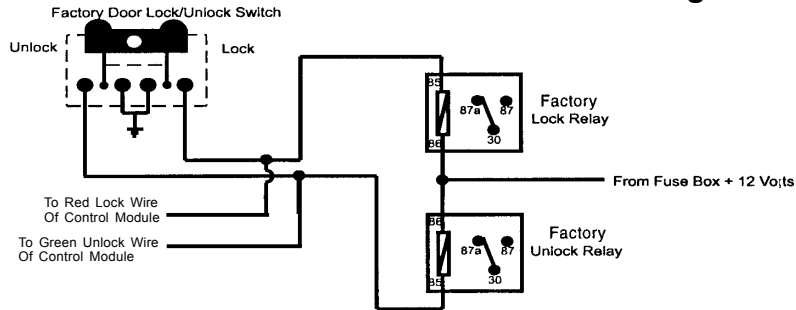 Factory Door Lock/Unlock Switch
Unlock
Lock
85
87a
87
30
86
Factory
Lock Relay
From Fuse Box + 12 Volts
To Red Lock Wire
Of Control Module
To Green Unlock Wire
Of Control Module
86
87a
87
30
85
Factory
Unlock Relay